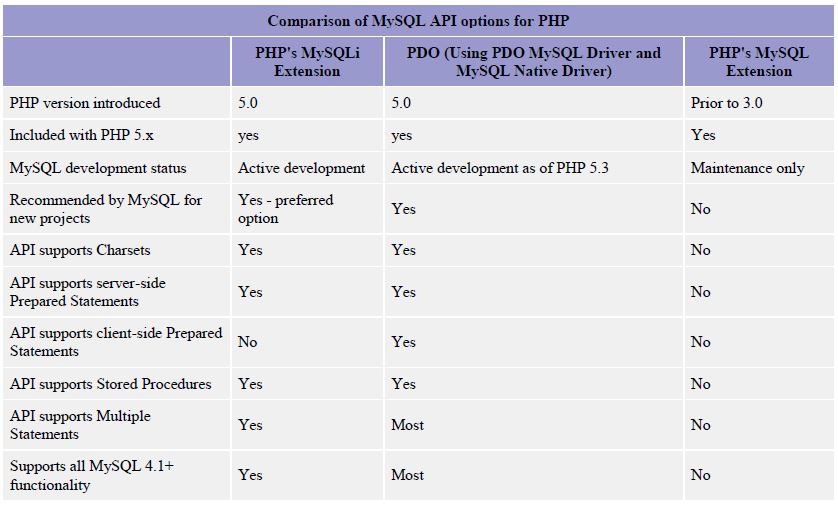 Comparison of MySQL API options for PHP
PHP's MySQLi Extension PDO (Using PDO MySQL Driver and MySQL Native Driver) PHP's MySQL Extension
PHP version introduced 5.0 5.0 Prior to 3.0
Included with PHP 5.x yes yes Yes
MySQL development status Active development Active development as of PHP 5.3 Maintenance only
Recommended by MySQL for new projects Yes - preferred option Yes No
API supports Charsets Yes Yes No
API supports server-side Prepared Statements Yes Yes No
API supports client-side Prepared Statements No Yes No
API supports Stored Procedures Yes Yes No
API supports Multiple Statements Yes Most No
Supports all MySQL 4.1+ functionality Yes Most No